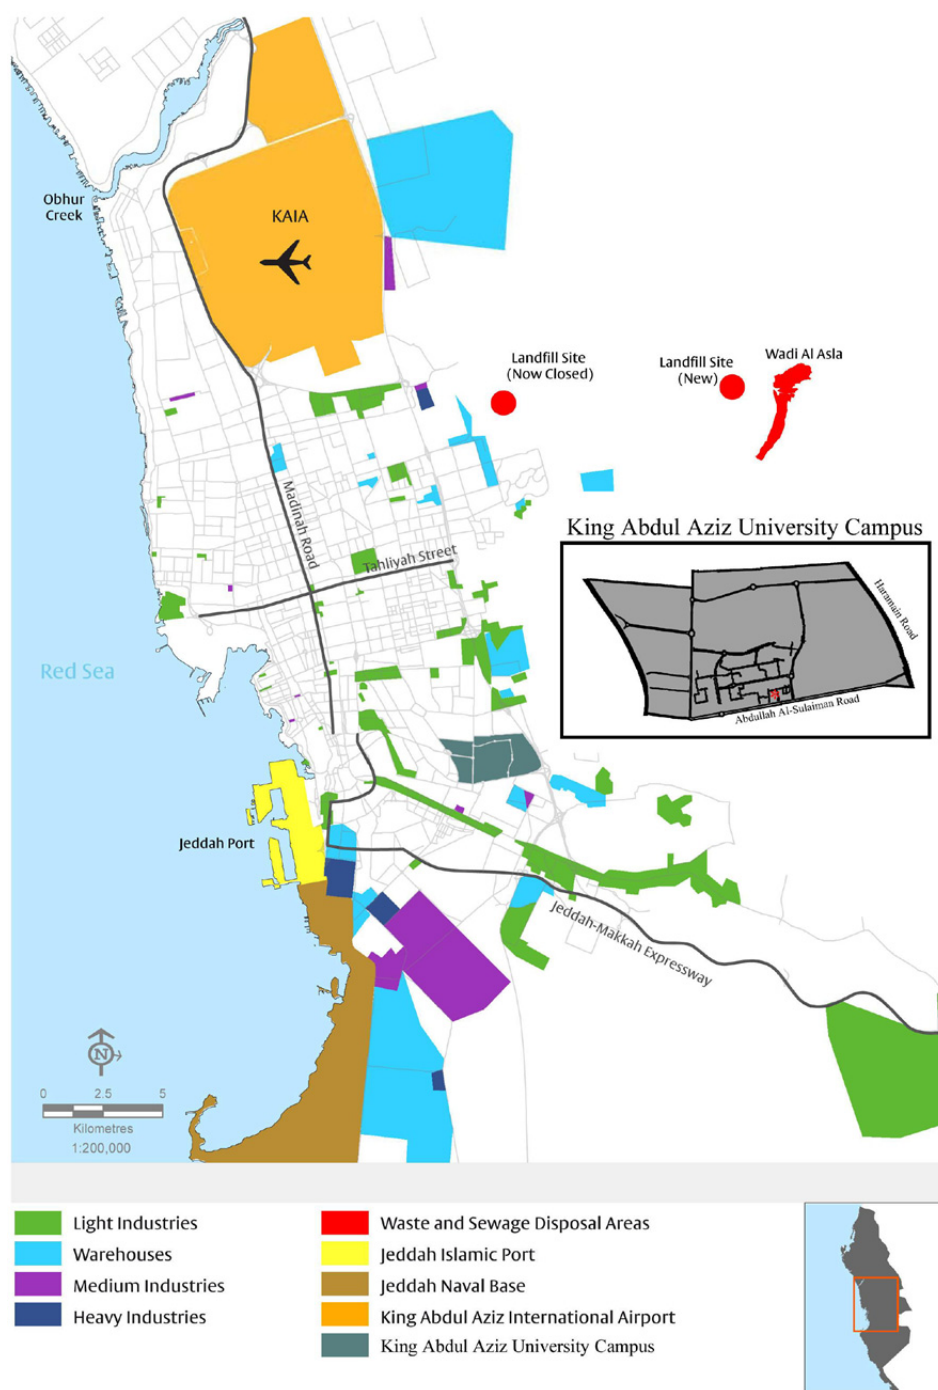 Obhur
Creek
KAIA
Landfill Site
(Now Closed)
Landfill Site
(New)
Wadi Al Asla
Madinah Road
Tahliyah Street
King Abdul Aziz University Campus
Haramain Road
Abdullah Al-Sulaiman Road
Red Sea
Jeddah Port
Jeddah-Makkah Expressway
N
0 2.5 5
Kilometres
1:200,000
Light Industries
Warehouses
Medium Industries
Heavy Industries
Waste and Sewage Disposal Areas
Jeddah Islamic Port
Jeddah Naval Base
King Abdul Aziz International Airport
King Abdul Aziz University Campus